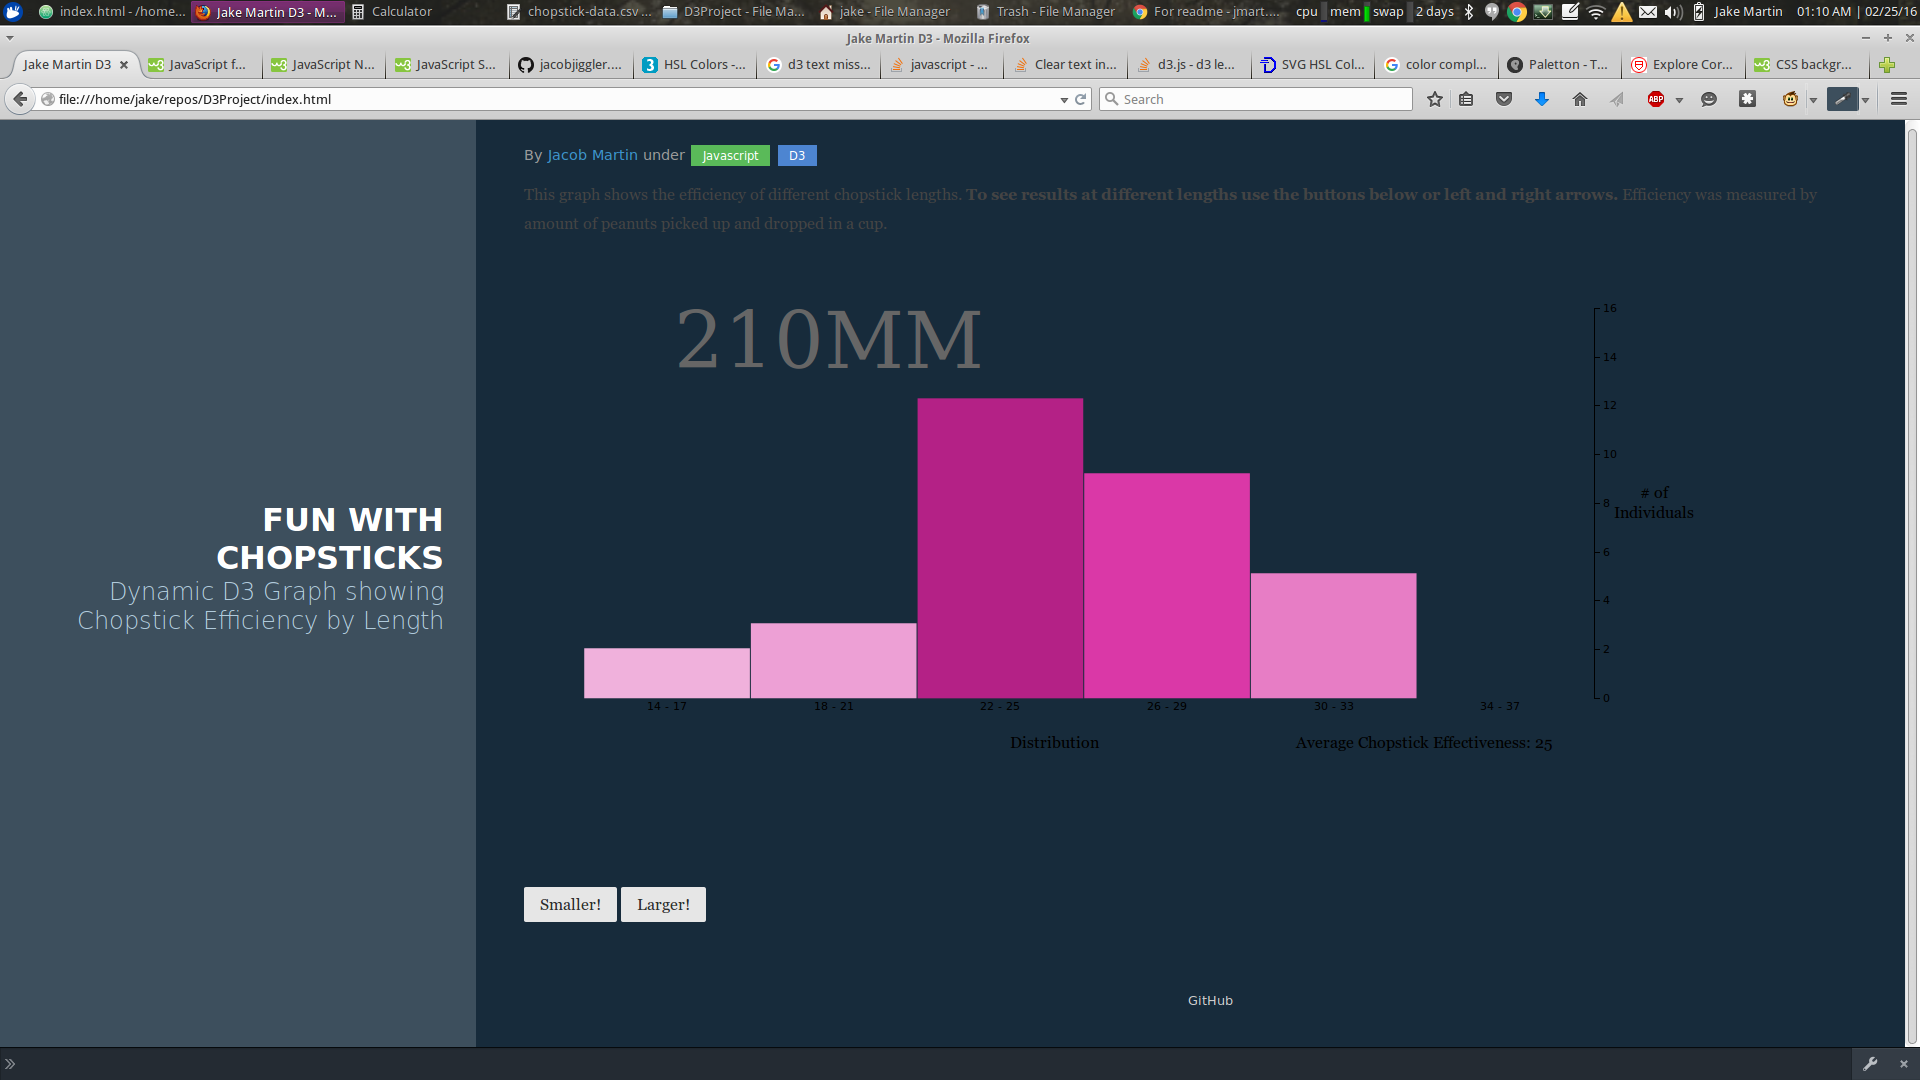 index.html - /home...
Jake Martin D3 - M...
Calculator
chopstick-data.csv ...
D3Project - File Ma...
jake - File Manager
Trash - File Manager
For readme - jmart....
cpu mem swap 2 days
Jake Martin
01:10 AM | 02/25/16
Jake Martin D3 - Mozilla Firefox
Jake Martin D3
JavaScript f...
JavaScript N...
JavaScript S...
jacobjiggler....
HSL Colors -...
d3 text miss...
javascript - ...
Clear text in...
d3.js - d3 le...
SVG HSL Col...
color compl...
Paletton - T...
Explore Cor...
CSS backgr...
file:///home/jake/repos/D3Project/index.html
Search
ABP
FUN WITH
CHOPSTICKS
Dynamic D3 Graph showing
Chopstick Efficiency by Length
By Jacob Martin under Javascript D3
This graph shows the efficiency of different chopstick lengths. To see results at different lengths use the buttons below or left and right arrows. Efficiency was measured by
amount of peanuts picked up and dropped in a cup.
210MM
16
14
12
10
8
6
4
2
0
# of
Individuals
14 - 17
18 - 21
22 - 25
26 - 29
30 - 33
34 - 37
Distribution
Average Chopstick Effectiveness: 25
Smaller!
Larger!
GitHub